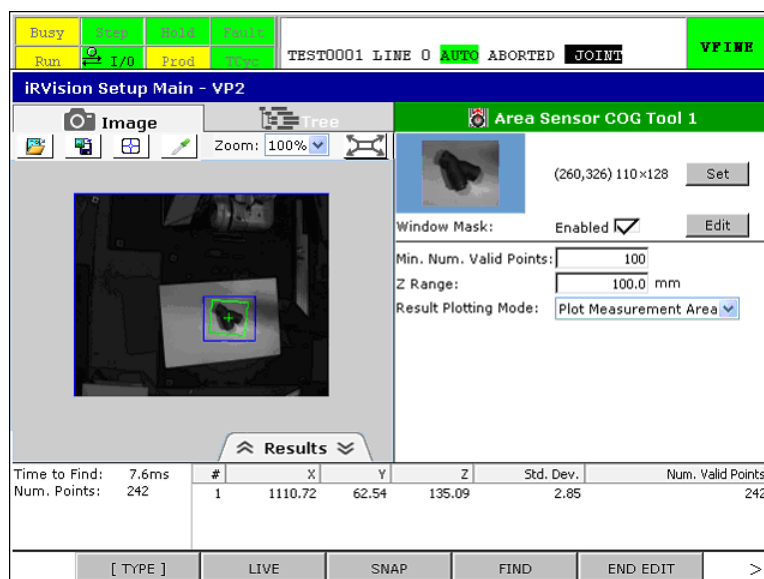 Busy Step Hold Fault
Run I/O Prod TCyc
TEST0001 LINE 0 AUTO ABORTED JOINT
VFINE
iRVision Setup Main - VP2
Image Tree
Zoom: 100%
Area Sensor COG Tool 1
(260,326) 110×128 Set
Window Mask: Enabled Edit
Min. Num. Valid Points: 100
Z Range: 100.0 mm
Result Plotting Mode: Plot Measurement Area
Results
Time to Find: 7.6ms
Num. Points: 242
# X Y Z Std. Dev. Num. Valid Points
1 1110.72 62.54 135.09 2.85 242
[ TYPE ] LIVE SNAP FIND END EDIT >